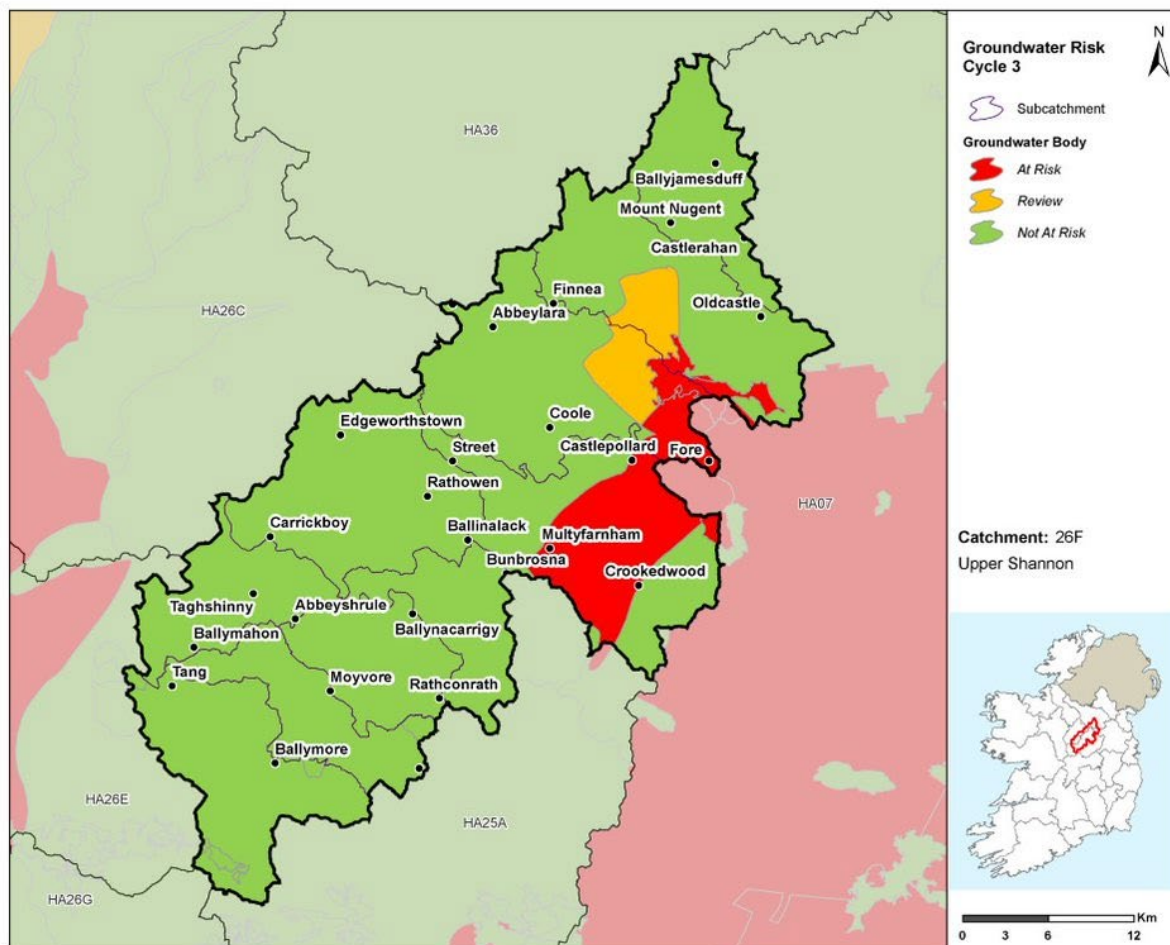 Groundwater Risk
Cycle 3
N
Subcatchment
Groundwater Body
At Risk
Review
Not At Risk
HA36
Ballyjamesduff
Mount Nugent
Castlerahan
Finnea
Oldcastle
Abbeylara
HA26C
Coole
Edgeworthstown
Street
Castlepollard
Fore
Rathowen
HA07
Carrickboy
Ballinalack
Multyfarnham
Bunbrosna
Crookedwood
Taghshinny
Abbeyshrule
Ballynacarrigy
Ballymahon
Tang
Moyvore
Rathconrath
Ballymore
HA26E
HA25A
HA26G
Catchment: 26F
Upper Shannon
Km
0 3 6 12